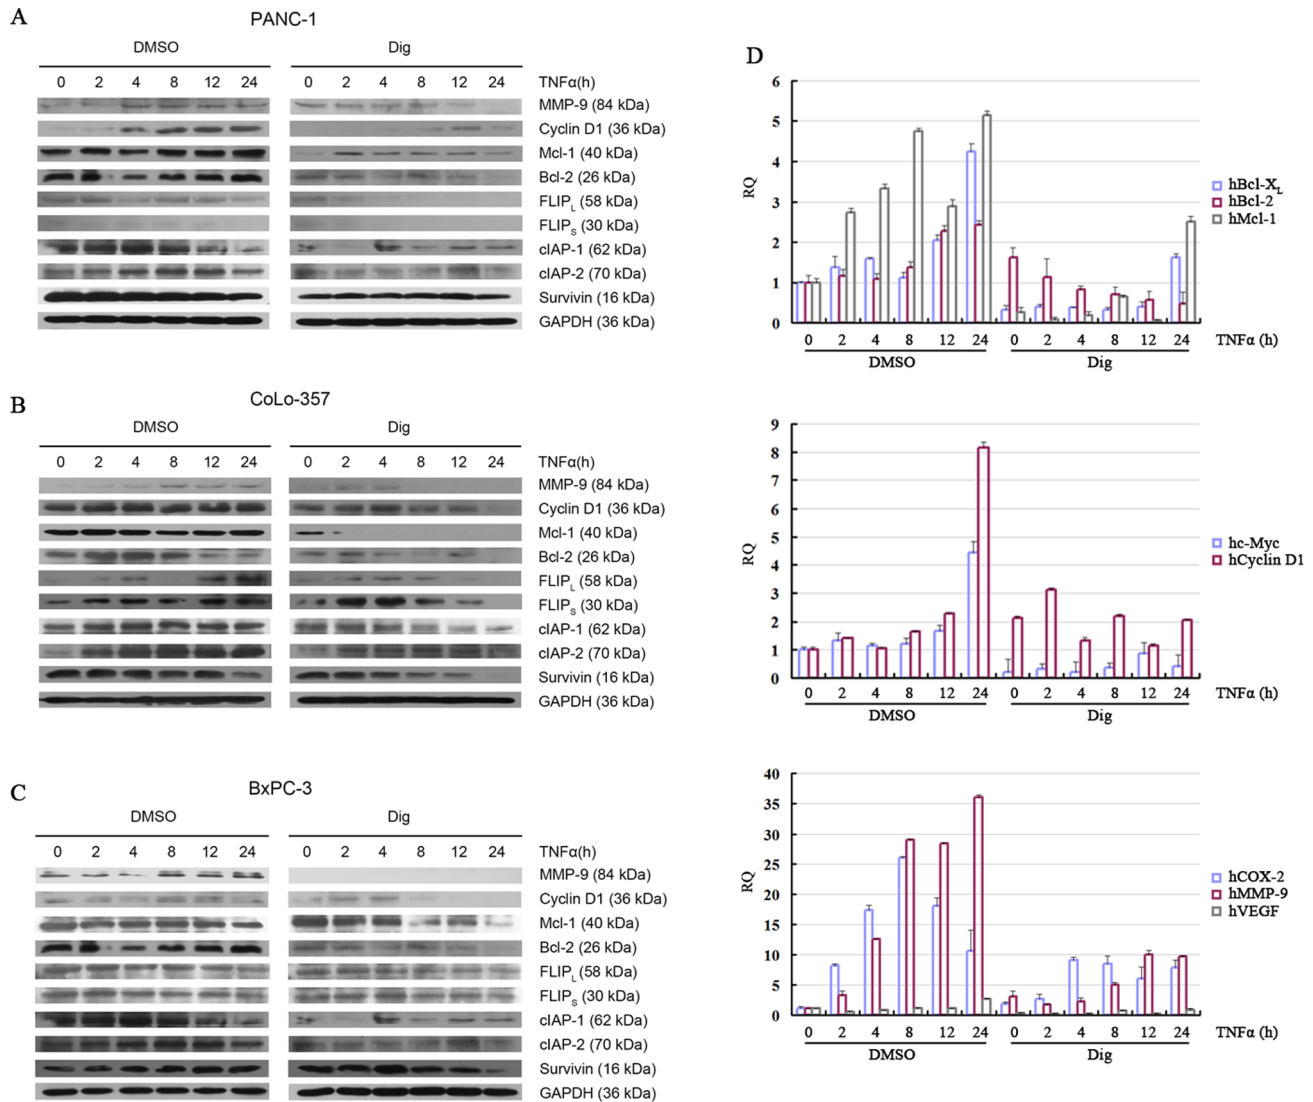 A
PANC-1
DMSO Dig
0 2 4 8 12 24 0 2 4 8 12 24 TNFα(h)
MMP-9 (84 kDa)
Cyclin D1 (36 kDa)
Mcl-1 (40 kDa)
Bcl-2 (26 kDa)
FLIPL (58 kDa)
FLIPS (30 kDa)
cIAP-1 (62 kDa)
cIAP-2 (70 kDa)
Survivin (16 kDa)
GAPDH (36 kDa)
B
CoLo-357
DMSO Dig
0 2 4 8 12 24 0 2 4 8 12 24 TNFα(h)
MMP-9 (84 kDa)
Cyclin D1 (36 kDa)
Mcl-1 (40 kDa)
Bcl-2 (26 kDa)
FLIPL (58 kDa)
FLIPS (30 kDa)
cIAP-1 (62 kDa)
cIAP-2 (70 kDa)
Survivin (16 kDa)
GAPDH (36 kDa)
C
BxPC-3
DMSO Dig
0 2 4 8 12 24 0 2 4 8 12 24 TNFα(h)
MMP-9 (84 kDa)
Cyclin D1 (36 kDa)
Mcl-1 (40 kDa)
Bcl-2 (26 kDa)
FLIPL (58 kDa)
FLIPS (30 kDa)
cIAP-1 (62 kDa)
cIAP-2 (70 kDa)
Survivin (16 kDa)
GAPDH (36 kDa)
D
6
5
4
3
2
1
0
RQ
hBcl-XL
hBcl-2
hMcl-1
0 2 4 8 12 24 0 2 4 8 12 24 TNFα (h)
DMSO Dig
9
8
7
6
5
4
3
2
1
0
RQ
hc-Myc
hCyclin D1
0 2 4 8 12 24 0 2 4 8 12 24 TNFα (h)
DMSO Dig
40
35
30
25
20
15
10
5
0
RQ
hCOX-2
hMMP-9
hVEGF
0 2 4 8 12 24 0 2 4 8 12 24 TNFα (h)
DMSO Dig